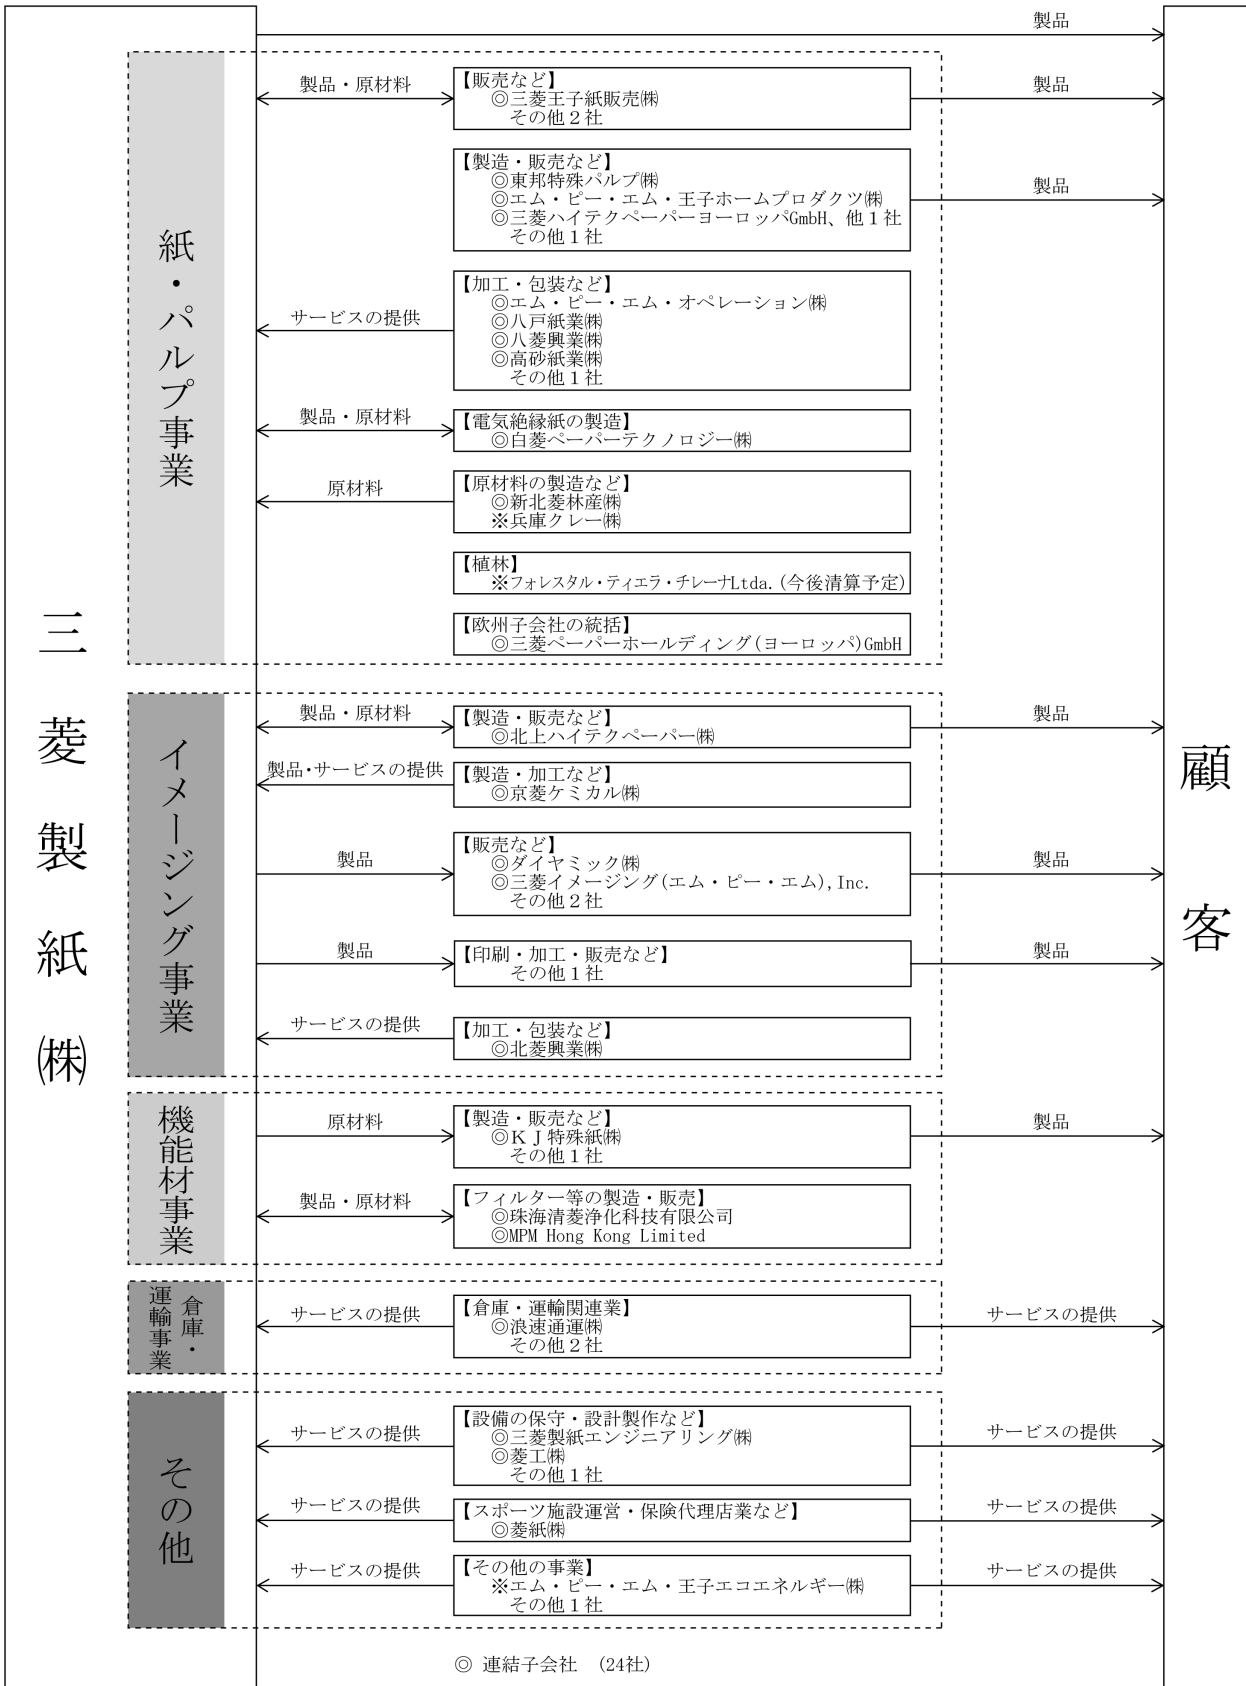 三菱製紙㈱
顧客
製品
紙・パルプ事業
製品・原材料
【販売など】
◎三菱王子紙販売㈱
その他２社
製品
【製造・販売など】
◎東邦特殊パルプ㈱
◎エム・ピー・エム・王子ホームプロダクツ㈱
◎三菱ハイテクペーパーヨーロッパGmbH、他１社
その他１社
製品
サービスの提供
【加工・包装など】
◎エム・ピー・エム・オペレーション㈱
◎八戸紙業㈱
◎八菱興業㈱
◎高砂紙業㈱
その他１社
製品・原材料
【電気絶縁紙の製造】
◎白菱ペーパーテクノロジー㈱
原材料
【原材料の製造など】
◎新北菱林産㈱
※兵庫クレー㈱
【植林】
※フォレスタル・ティエラ・チレーナLtda.(今後清算予定)
【欧州子会社の統括】
◎三菱ペーパーホールディング(ヨーロッパ)GmbH
イメージング事業
製品・原材料
【製造・販売など】
◎北上ハイテクペーパー㈱
製品
製品・サービスの提供
【製造・加工など】
◎京菱ケミカル㈱
製品
【販売など】
◎ダイヤミック㈱
◎三菱イメージング(エム・ピー・エム),Inc.
その他２社
製品
製品
【印刷・加工・販売など】
その他１社
製品
サービスの提供
【加工・包装など】
◎北菱興業㈱
機能材事業
原材料
【製造・販売など】
◎ＫＪ特殊紙㈱
その他１社
製品
製品・原材料
【フィルター等の製造・販売】
◎珠海清菱浄化科技有限公司
◎MPM Hong Kong Limited
倉庫・
運輸事業
サービスの提供
【倉庫・運輸関連業】
◎浪速通運㈱
その他２社
サービスの提供
その他
サービスの提供
【設備の保守・設計製作など】
◎三菱製紙エンジニアリング㈱
◎菱工㈱
その他１社
サービスの提供
サービスの提供
【スポーツ施設運営・保険代理店業など】
◎菱紙㈱
サービスの提供
サービスの提供
【その他の事業】
※エム・ピー・エム・王子エコエネルギー㈱
その他１社
サービスの提供
◎ 連結子会社 （24社）